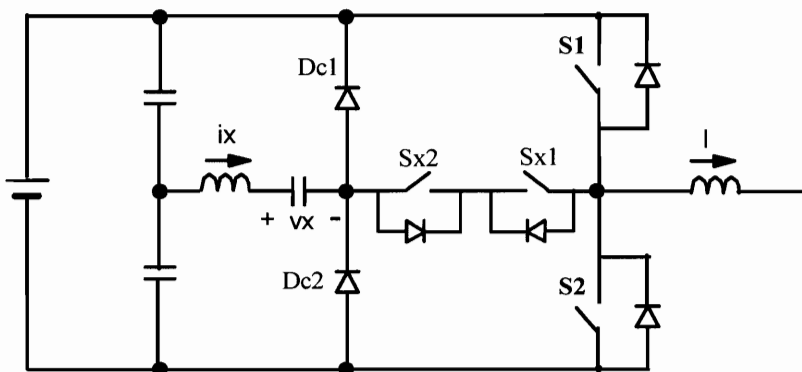 S1
Dc1
ix
Sx2
Sx1
I
+ vx -
Dc2
S2